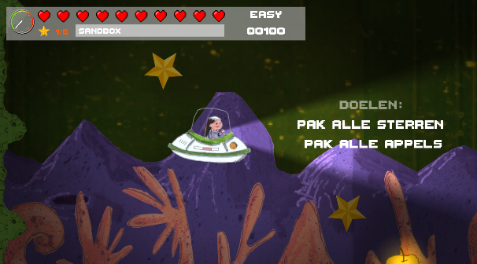 EASY
SANDBOX
00100
DOELEN:
PAK ALLE STERREN
PAK ALLE APPELS